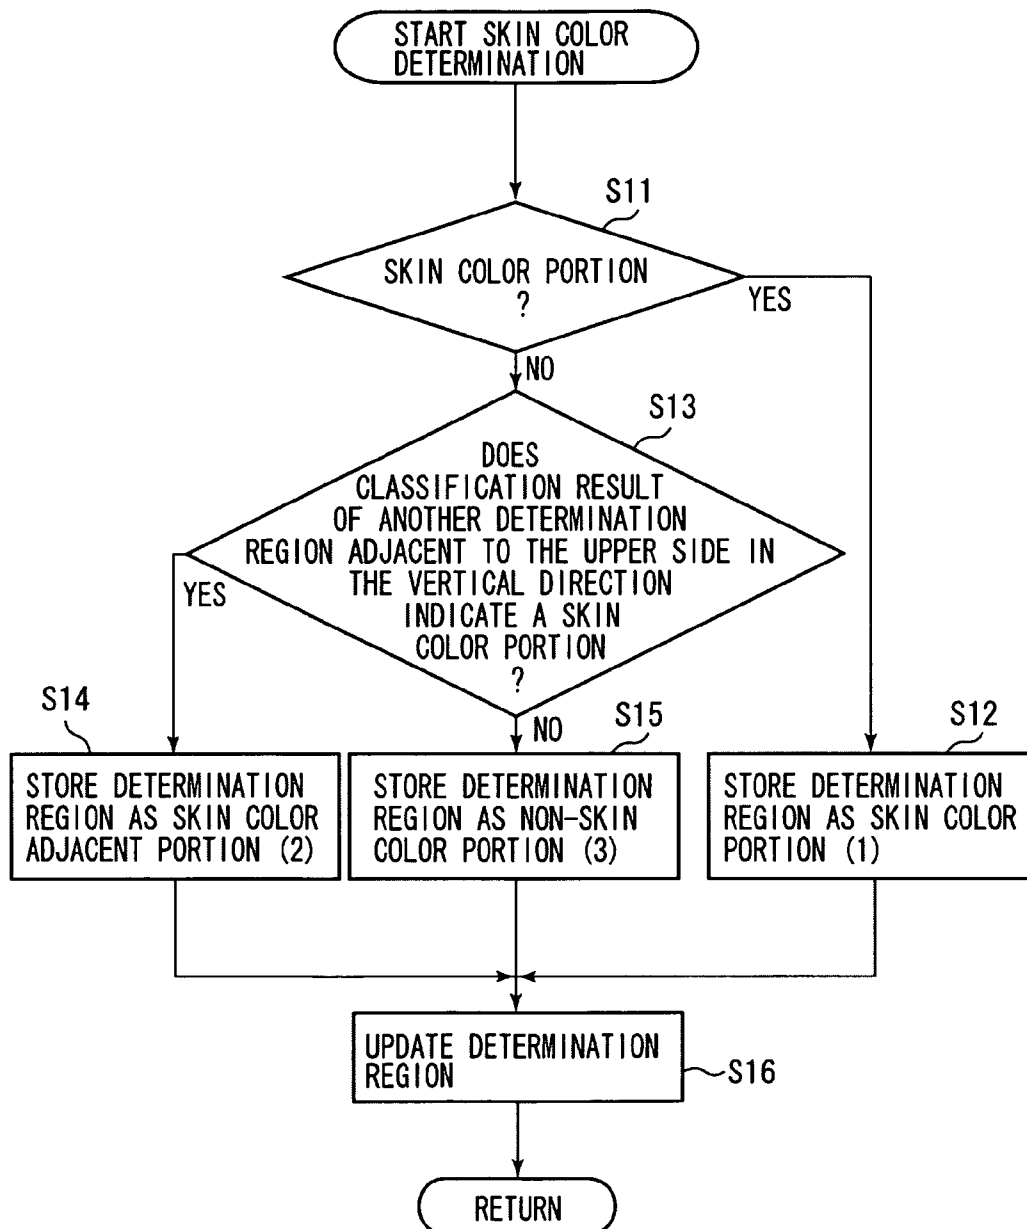 START SKIN COLOR
DETERMINATION
S11
SKIN COLOR PORTION
?
YES
NO
S13
DOES
CLASSIFICATION RESULT
OF ANOTHER DETERMINATION
REGION ADJACENT TO THE UPPER SIDE IN
THE VERTICAL DIRECTION
INDICATE A SKIN
COLOR PORTION
?
YES
NO
S14
STORE DETERMINATION
REGION AS SKIN COLOR
ADJACENT PORTION (2)
S15
STORE DETERMINATION
REGION AS NON-SKIN
COLOR PORTION (3)
S12
STORE DETERMINATION
REGION AS SKIN COLOR
PORTION (1)
UPDATE DETERMINATION
REGION
S16
RETURN